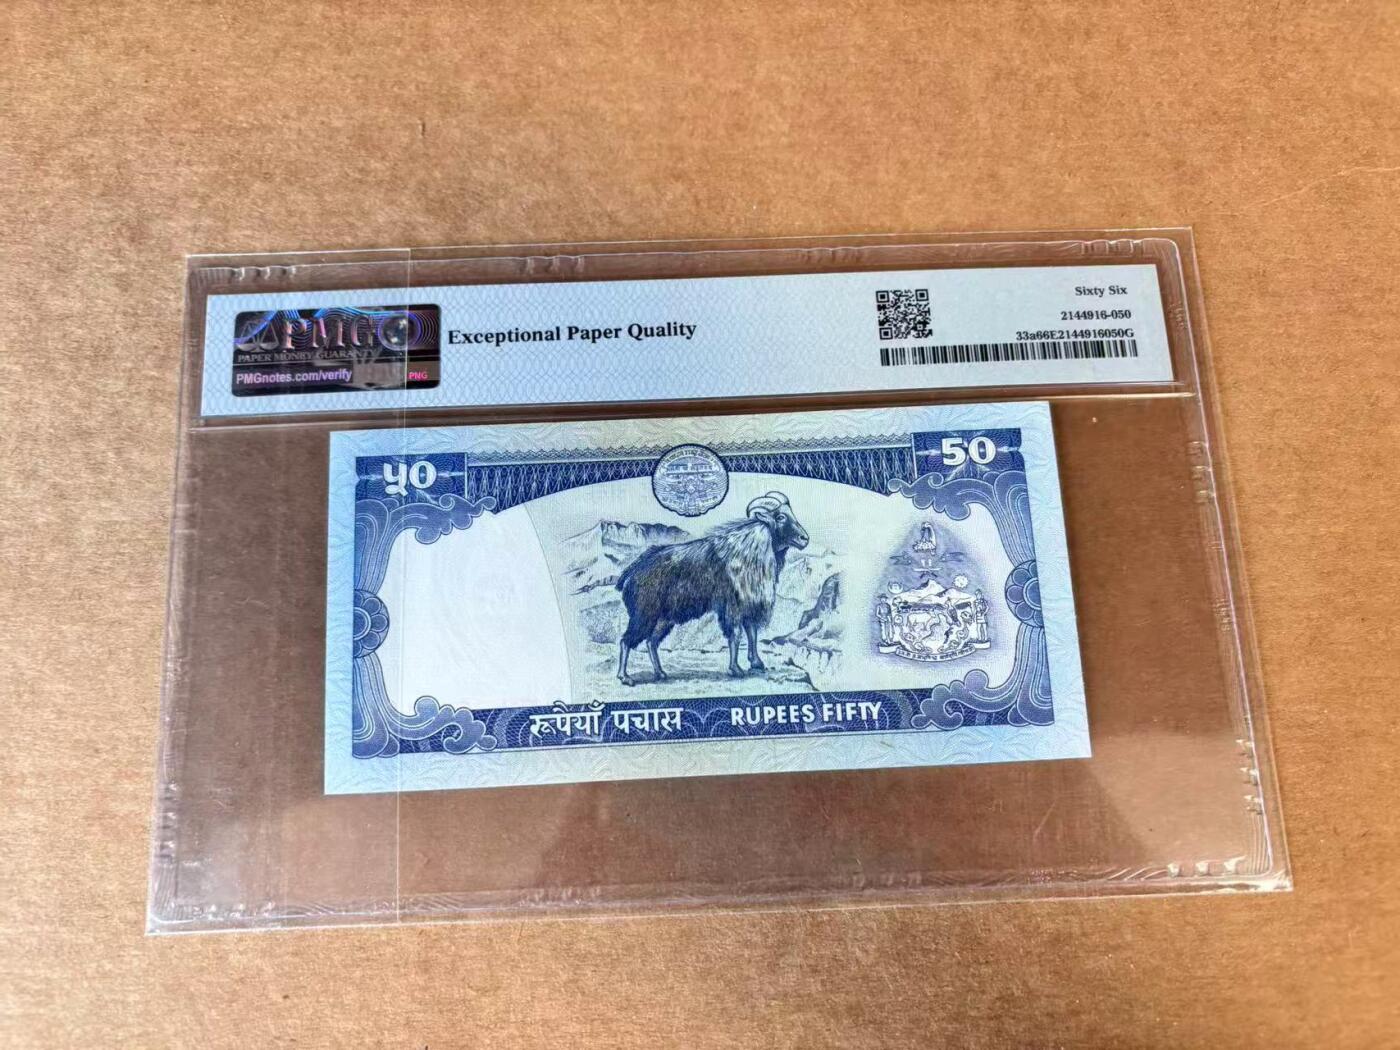 PMG
PAPER MONEY GUARANTY
PMGnotes.com/verify
PNG
Exceptional Paper Quality
Sixty Six
2144916-050
33a66E2144916050G
५०
50
रूपैयाँ पचास
RUPEES FIFTY